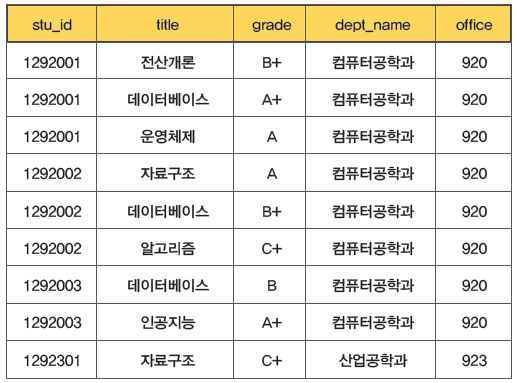 stu_id title grade dept_name office
1292001 전산개론 B+ 컴퓨터공학과 920
1292001 데이터베이스 A+ 컴퓨터공학과 920
1292001 운영체제 A 컴퓨터공학과 920
1292002 자료구조 A 컴퓨터공학과 920
1292002 데이터베이스 B+ 컴퓨터공학과 920
1292002 알고리즘 C+ 컴퓨터공학과 920
1292003 데이터베이스 B 컴퓨터공학과 920
1292003 인공지능 A+ 컴퓨터공학과 920
1292301 자료구조 C+ 산업공학과 923